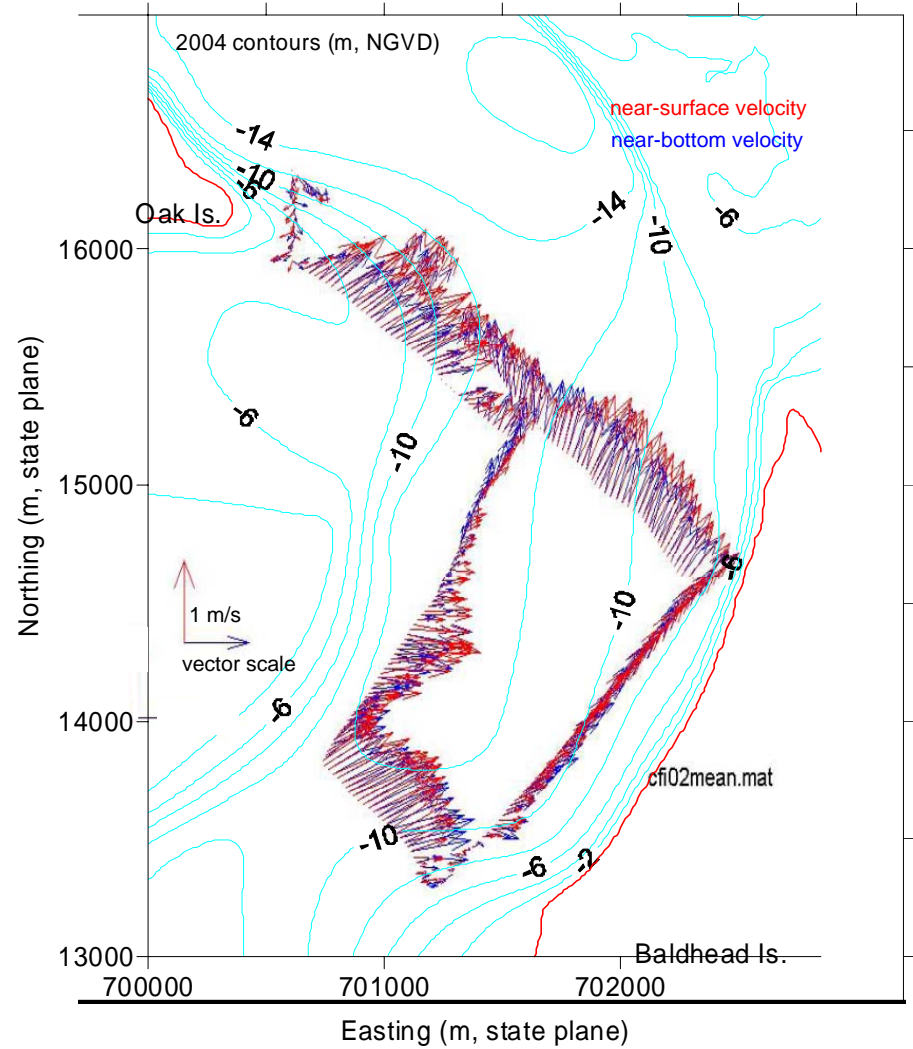 2004 contours (m, NGVD)
near-surface velocity
near-bottom velocity
-14
-10
-6
Oak Is.
-14
-10
-6
16000
-6
-10
15000
-6
1 m/s
vector scale
-10
-6
14000
cfi02mean.mat
-10
-6
-2
13000
Baldhead Is.
700000
701000
702000
Northing (m, state plane)
Easting (m, state plane)